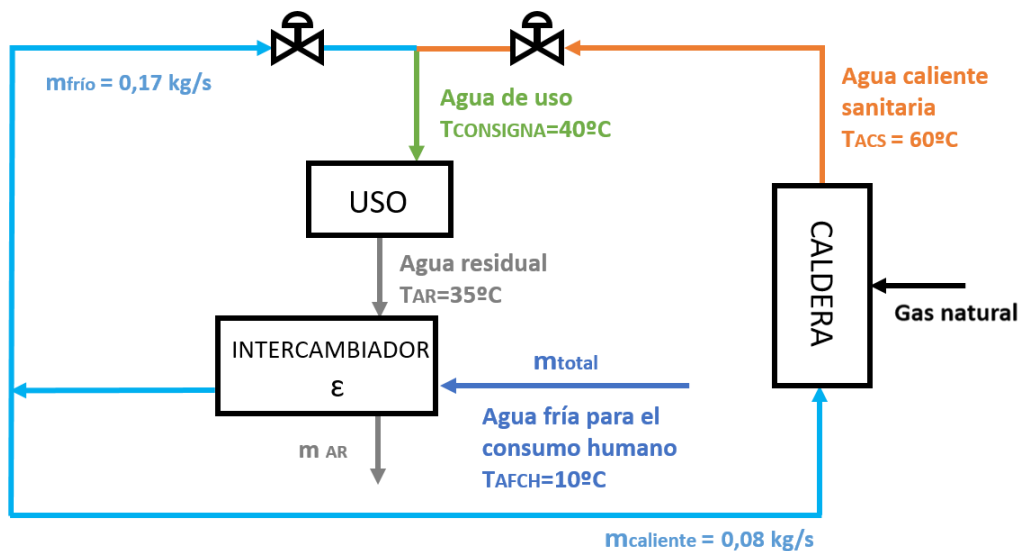 mfrío = 0,17 kg/s
Agua de uso
TCONSIGNA=40ºC
Agua caliente
sanitaria
TACS = 60ºC
USO
CALDERA
Agua residual
TAR=35ºC
Gas natural
INTERCAMBIADOR
ε
mtotal
Agua fría para el
consumo humano
TAFCH=10ºC
m AR
mcaliente = 0,08 kg/s